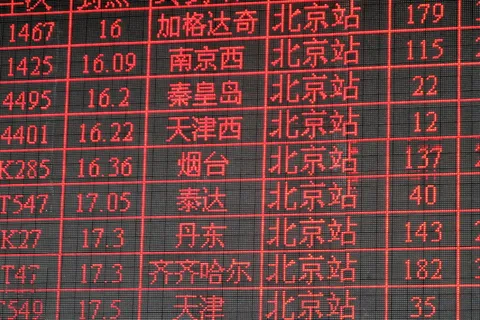 1467 16 加格达奇 北京站 179
1425 16.09 南京西 北京站 115
4495 16.2 秦皇岛 北京站 22
4401 16.22 天津西 北京站 12
K285 16.36 烟台 北京站 137
T547 17.05 泰达 北京站 40
K27 17.3 丹东 北京站 143
T47 17.3 齐齐哈尔 北京站 182
T549 17.5 天津 北京站 35